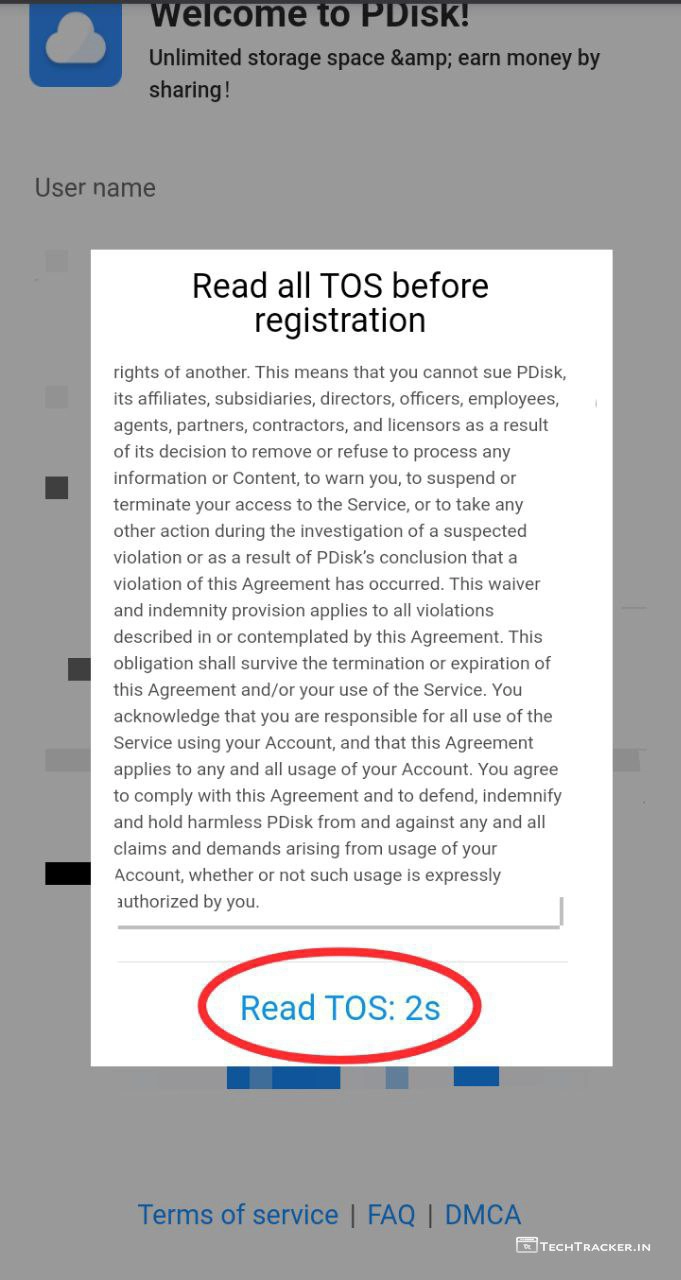 Welcome to PDisk!
Unlimited storage space &amp; earn money by
sharing!
User name
Read all TOS before
registration
rights of another. This means that you cannot sue PDisk,
its affiliates, subsidiaries, directors, officers, employees,
agents, partners, contractors, and licensors as a result
of its decision to remove or refuse to process any
information or Content, to warn you, to suspend or
terminate your access to the Service, or to take any
other action during the investigation of a suspected
violation or as a result of PDisk’s conclusion that a
violation of this Agreement has occurred. This waiver
and indemnity provision applies to all violations
described in or contemplated by this Agreement. This
obligation shall survive the termination or expiration of
this Agreement and/or your use of the Service. You
acknowledge that you are responsible for all use of the
Service using your Account, and that this Agreement
applies to any and all usage of your Account. You agree
to comply with this Agreement and to defend, indemnify
and hold harmless PDisk from and against any and all
claims and demands arising from usage of your
Account, whether or not such usage is expressly
authorized by you.
Read TOS: 2s
Terms of service | FAQ | DMCA
TECHTRACKER.IN